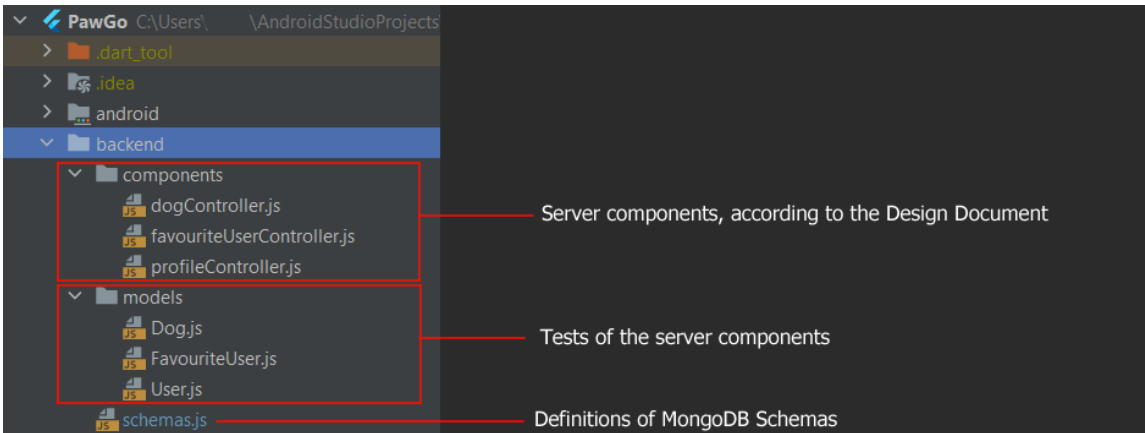 PawGo C:\Users\ \AndroidStudioProjects
.dart_tool
.idea
android
backend
components
dogController.js
Server components, according to the Design Document
favouriteUserController.js
profileController.js
models
Dog.js
Tests of the server components
FavouriteUser.js
User.js
schemas.js
Definitions of MongoDB Schemas